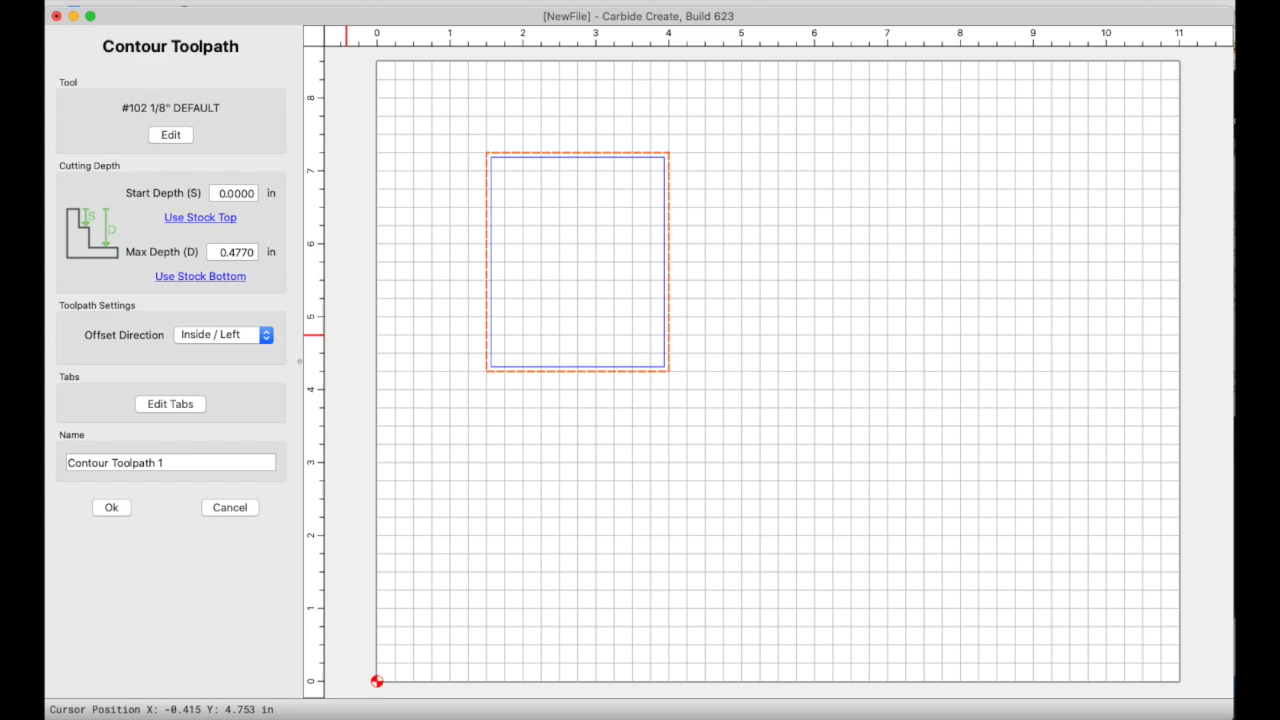 [NewFile] - Carbide Create, Build 623
Contour Toolpath
Tool
#102 1/8" DEFAULT
Edit
Cutting Depth
Start Depth (S) 0.0000 in
Use Stock Top
S
D
Max Depth (D) 0.4770 in
Use Stock Bottom
Toolpath Settings
Offset Direction Inside / Left
Tabs
Edit Tabs
Name
Contour Toolpath 1
Ok Cancel
0 1 2 3 4 5 6 7 8 9 10 11
8
7
6
5
4
3
2
1
0
Cursor Position X: -0.415 Y: 4.753 in